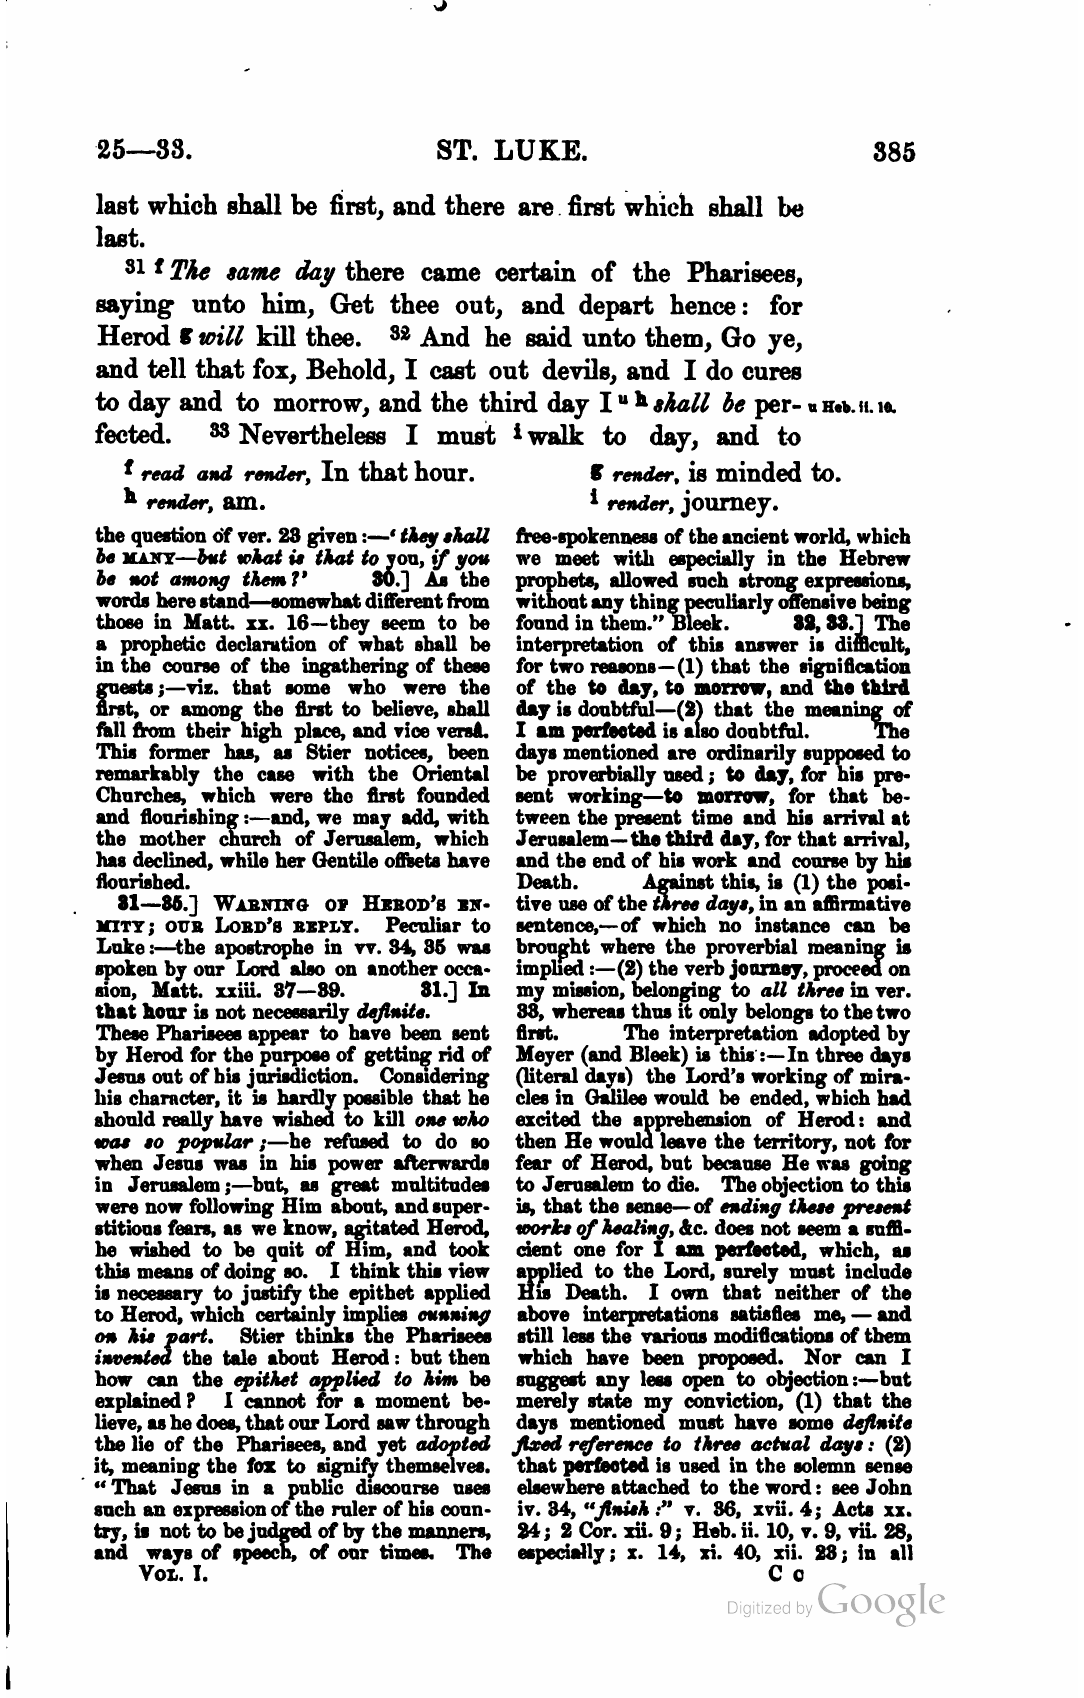 25—33. ST. LUKE. 385
last which shall be first, and there are first which shall be
last.
31 f The same day there came certain of the Pharisees,
saying unto him, Get thee out, and depart hence: for
Herod g will kill thee. 32 And he said unto them, Go ye,
and tell that fox, Behold, I cast out devils, and I do cures
to day and to morrow, and the third day I u h shall be per- u Heb. ii. 10.
fected. 33 Nevertheless I must i walk to day, and to
f read and render, In that hour.
g render, is minded to.
h render, am.
i render, journey.
the question of ver. 23 given :—‘they shall
be MANY—but what is that to you, if you
be not among them?’ 30.] As the
words here stand—somewhat different from
those in Matt. xx. 16—they seem to be
a prophetic declaration of what shall be
in the course of the ingathering of these
guests;—viz. that some who were the
first, or among the first to believe, shall
fall from their high place, and vice versâ.
This former has, as Stier notices, been
remarkably the case with the Oriental
Churches, which were the first founded
and flourishing :—and, we may add, with
the mother church of Jerusalem, which
has declined, while her Gentile offsets have
flourished.
31—35.] WARNING OF HEROD'S EN-
MITY; OUR LORD'S REPLY. Peculiar to
Luke:—the apostrophe in vv. 34, 35 was
spoken by our Lord also on another occa-
sion, Matt. xxiii. 37—39. 31.] In
that hour is not necessarily definite.
These Pharisees appear to have been sent
by Herod for the purpose of getting rid of
Jesus out of his jurisdiction. Considering
his character, it is hardly possible that he
should really have wished to kill one who
was so popular;—he refused to do so
when Jesus was in his power afterwards
in Jerusalem;—but, as great multitudes
were now following Him about, and super-
stitious fears, as we know, agitated Herod,
he wished to be quit of Him, and took
this means of doing so. I think this view
is necessary to justify the epithet applied
to Herod, which certainly implies cunning
on his part. Stier thinks the Pharisees
invented the tale about Herod: but then
how can the epithet applied to him be
explained? I cannot for a moment be-
lieve, as he does, that our Lord saw through
the lie of the Pharisees, and yet adopted
it, meaning the fox to signify themselves.
“That Jesus in a public discourse uses
such an expression of the ruler of his coun-
try, is not to be judged of by the manners,
and ways of speech, of our times. The
free-spokenness of the ancient world, which
we meet with especially in the Hebrew
prophets, allowed such strong expressions,
without any thing peculiarly offensive being
found in them.” Bleek. 32, 33.] The
interpretation of this answer is difficult,
for two reasons—(1) that the signification
of the to day, to morrow, and the third
day is doubtful—(2) that the meaning of
I am perfected is also doubtful. The
days mentioned are ordinarily supposed to
be proverbially used; to day, for his pre-
sent working—to morrow, for that be-
tween the present time and his arrival at
Jerusalem—the third day, for that arrival,
and the end of his work and course by his
Death. Against this, is (1) the posi-
tive use of the three days, in an affirmative
sentence,—of which no instance can be
brought where the proverbial meaning is
implied :—(2) the verb journey, proceed on
my mission, belonging to all three in ver.
33, whereas thus it only belongs to the two
first. The interpretation adopted by
Meyer (and Bleek) is this:—In three days
(literal days) the Lord's working of mira-
cles in Galilee would be ended, which had
excited the apprehension of Herod: and
then He would leave the territory, not for
fear of Herod, but because He was going
to Jerusalem to die. The objection to this
is, that the sense—of ending these present
works of healing, &c. does not seem a suffi-
cient one for I am perfected, which, as
applied to the Lord, surely must include
His Death. I own that neither of the
above interpretations satisfies me,—and
still less the various modifications of them
which have been proposed. Nor can I
suggest any less open to objection:—but
merely state my conviction, (1) that the
days mentioned must have some definite
fixed reference to three actual days: (2)
that perfected is used in the solemn sense
elsewhere attached to the word: see John
iv. 34, “finish:” v. 36, xvii. 4; Acts xx.
24; 2 Cor. xii. 9; Heb. ii. 10, v. 9, vii. 28,
especially; x. 14, xi. 40, xii. 23; in all
VOL. I. C c
Digitized by Google